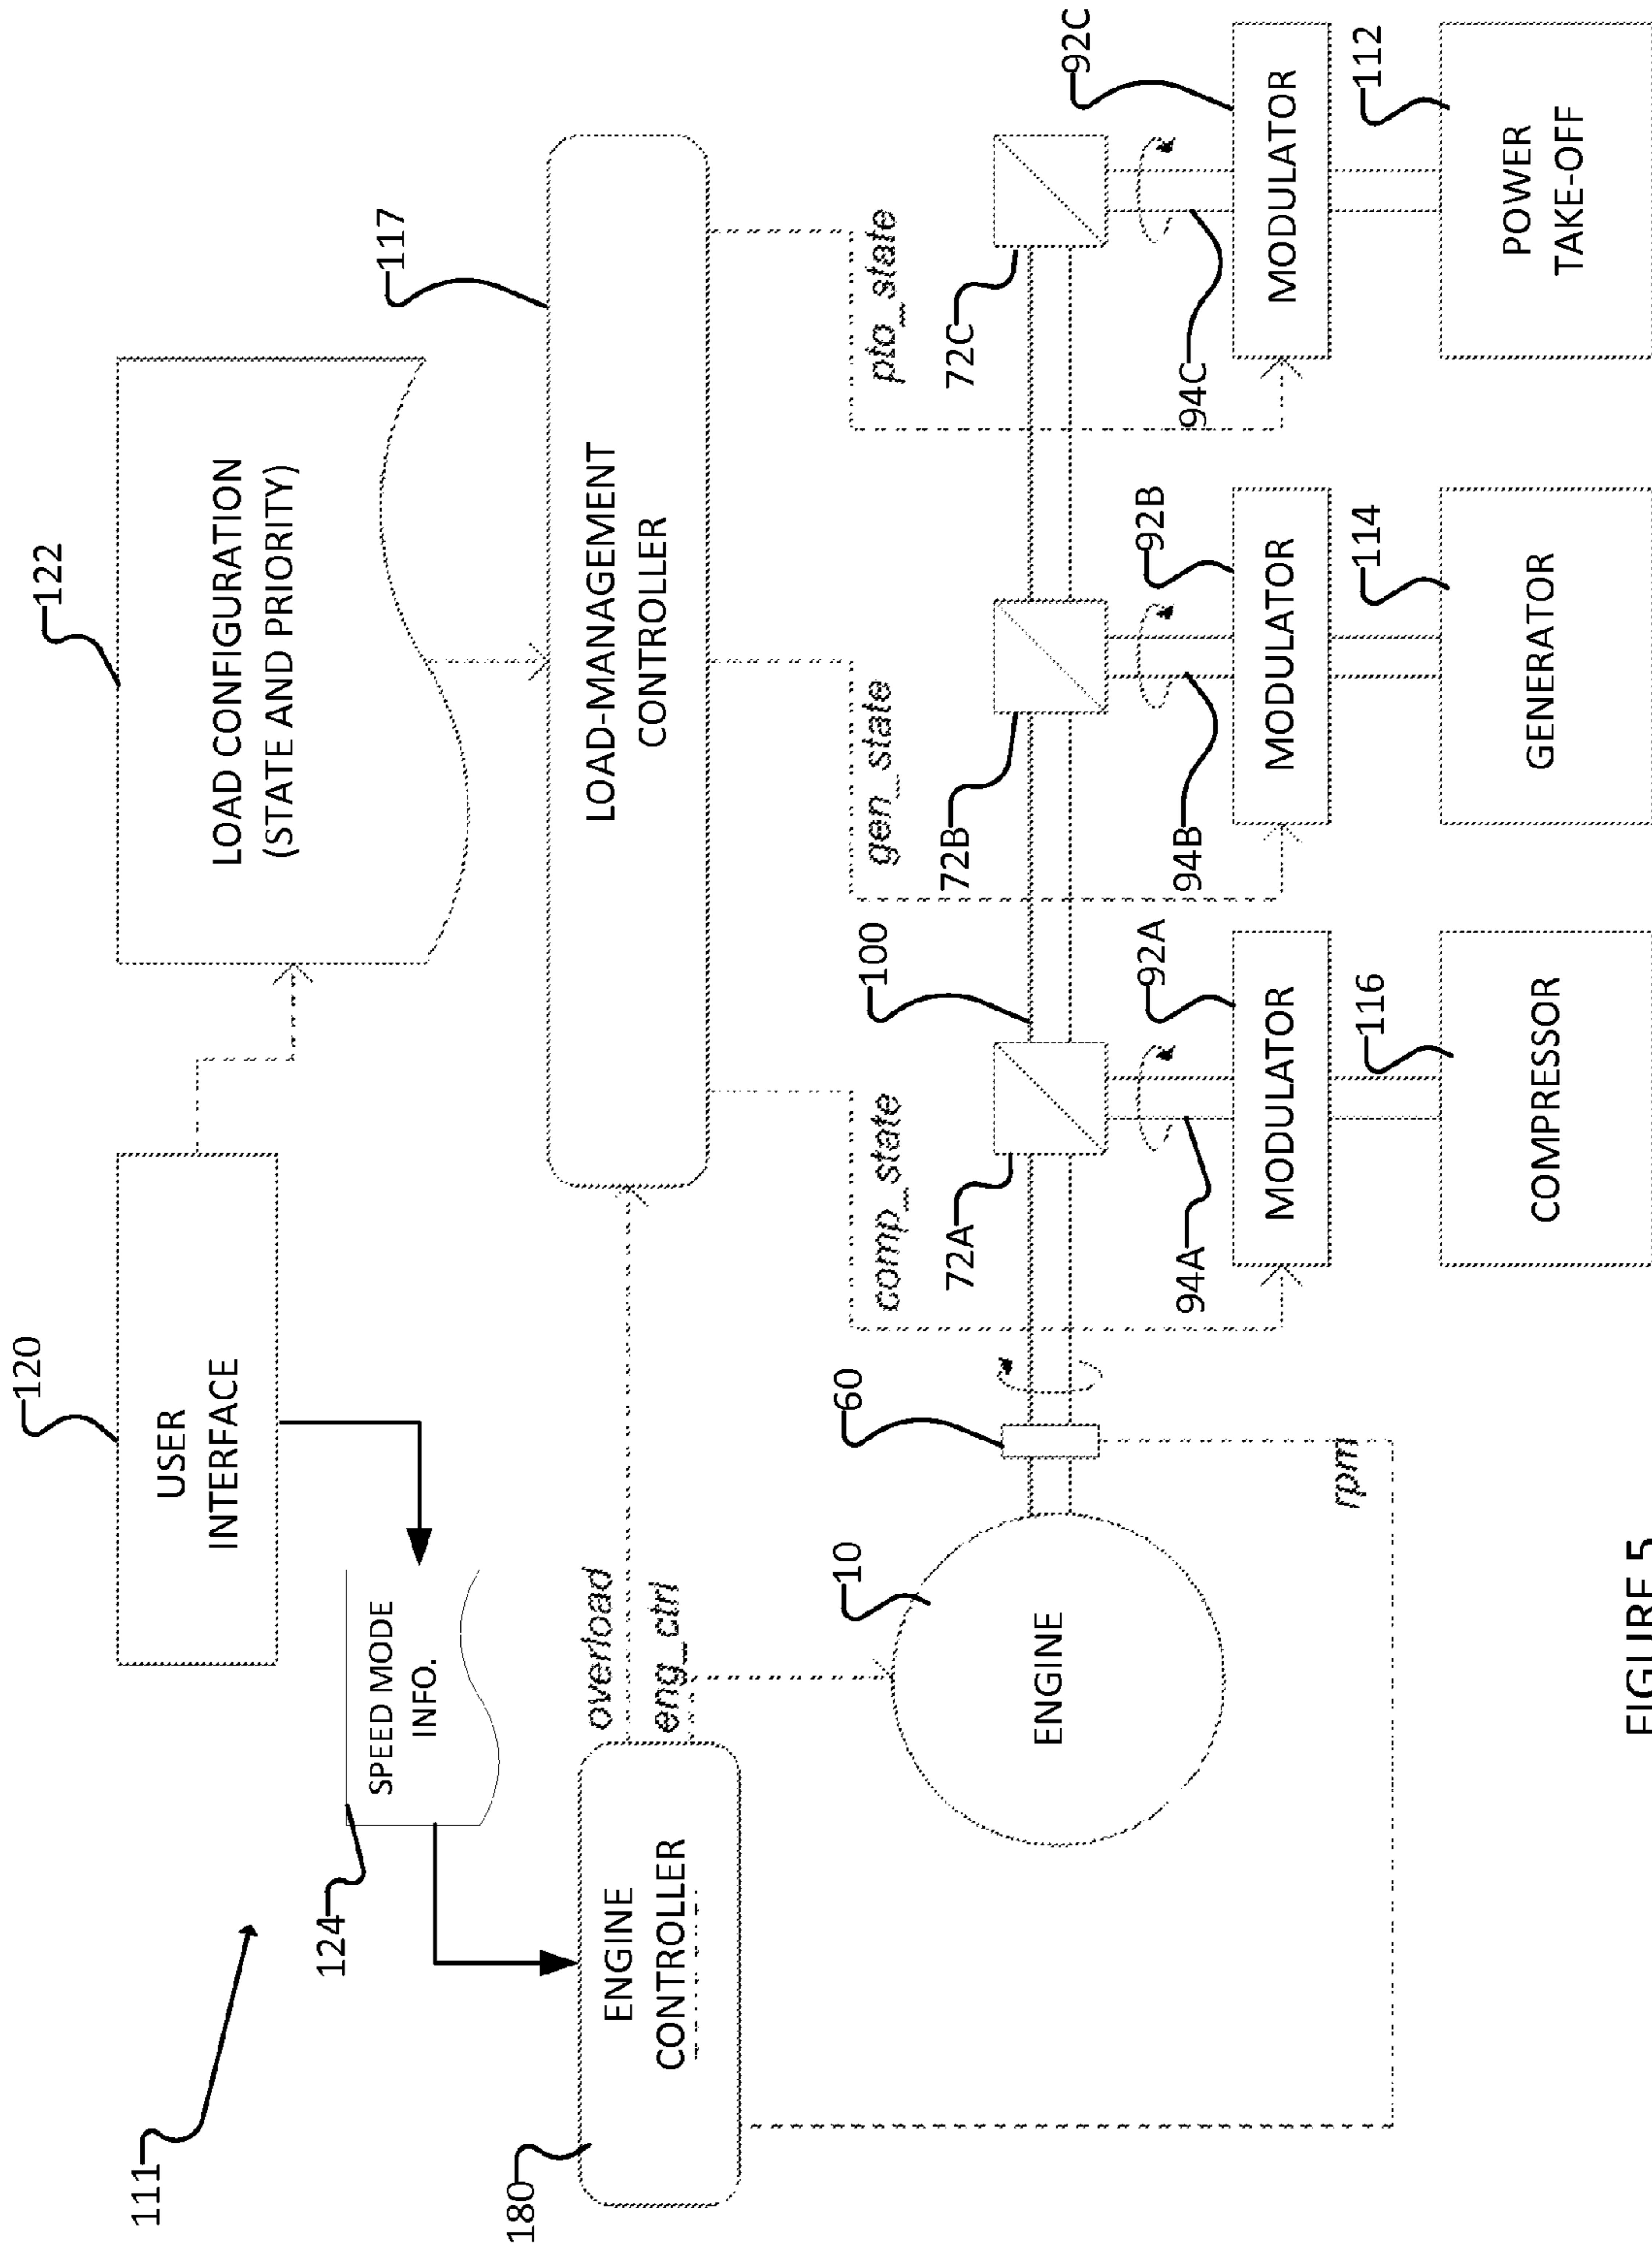 111
120
USER
INTERFACE
122
LOAD CONFIGURATION
(STATE AND PRIORITY)
124
SPEED MODE
INFO.
117
180
ENGINE
CONTROLLER
overload
eng_ctrl
LOAD-MANAGEMENT
CONTROLLER
comp_state
gen_state
pto_state
10
ENGINE
60
rpm
72A
100
72B
72C
94A
92A
94B
92B
94C
92C
MODULATOR
MODULATOR
MODULATOR
116
114
112
COMPRESSOR
GENERATOR
POWER
TAKE-OFF
FIGURE 5